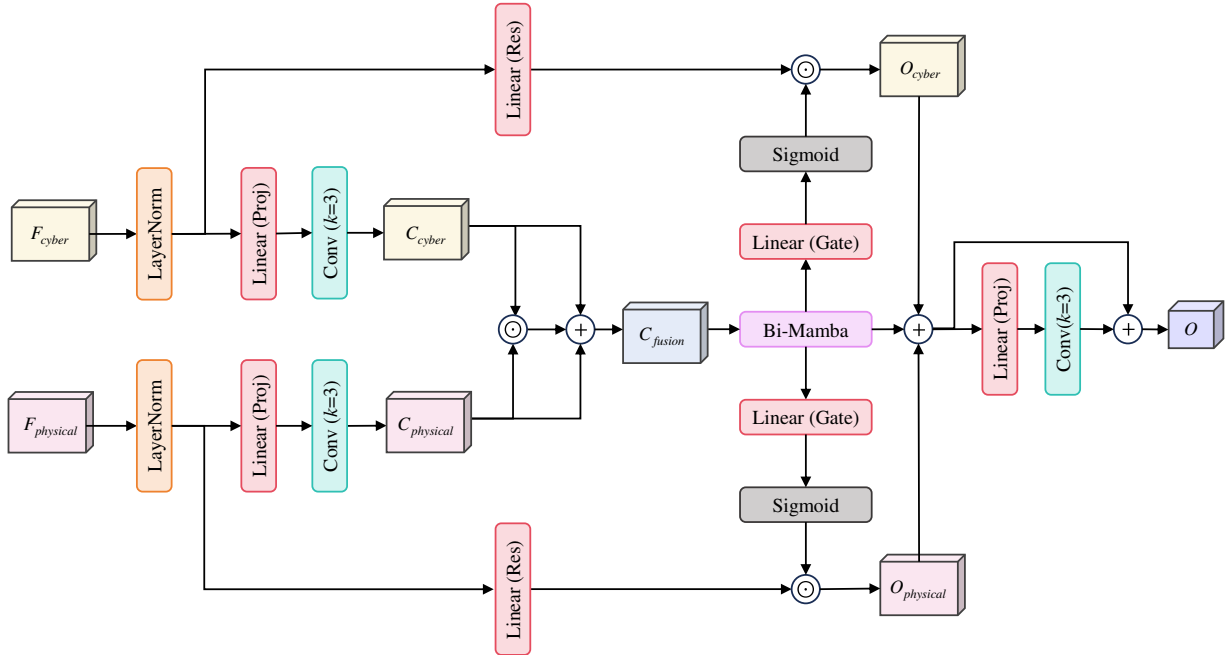 Linear (Res)
O_cyber
Sigmoid
F_cyber
LayerNorm
Linear (Proj)
Conv (k=3)
C_cyber
Linear (Gate)
C_fusion
Bi-Mamba
Linear (Proj)
Conv(k=3)
O
F_physical
LayerNorm
Linear (Proj)
Conv (k=3)
C_physical
Linear (Gate)
Sigmoid
Linear (Res)
O_physical